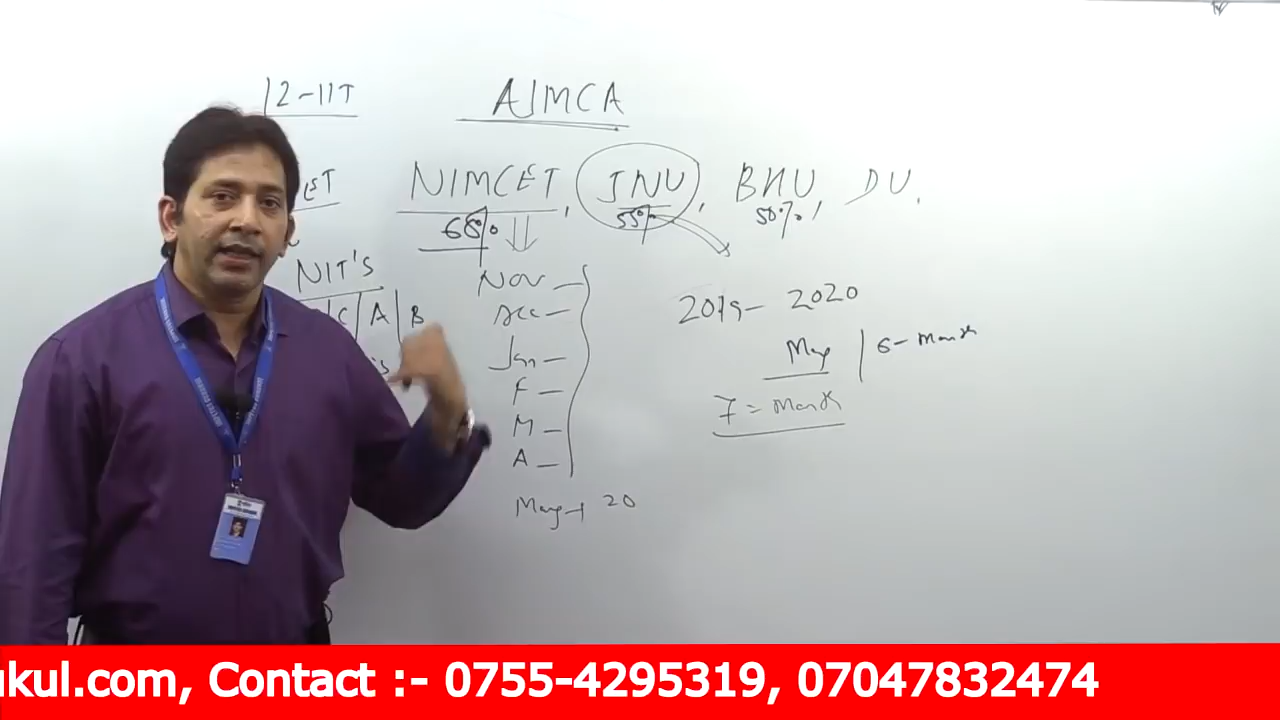 12-IIT
AIMCA
ET
NIMCET, JNU, BHU, DU,
68%
55%
50%,
NIT'S
C|A|B
's
Nov
Dec
Jan
F
M
A
May - 20
2019- 2020
May | 6- Month
7 = Month
ukul.com, Contact :- 0755-4295319, 07047832474